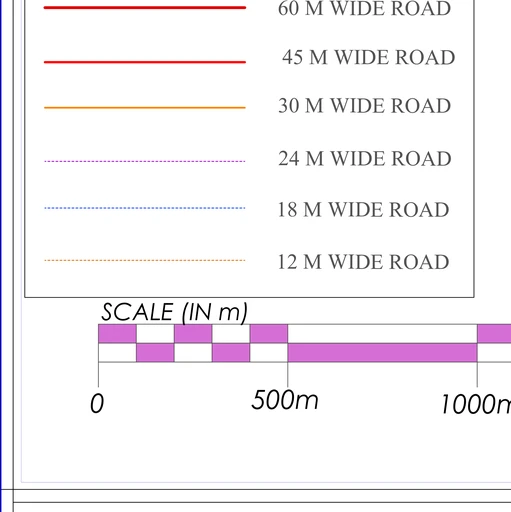 60 M WIDE ROAD
45 M WIDE ROAD
30 M WIDE ROAD
24 M WIDE ROAD
18 M WIDE ROAD
12 M WIDE ROAD
SCALE (IN m)
0 500m 1000m